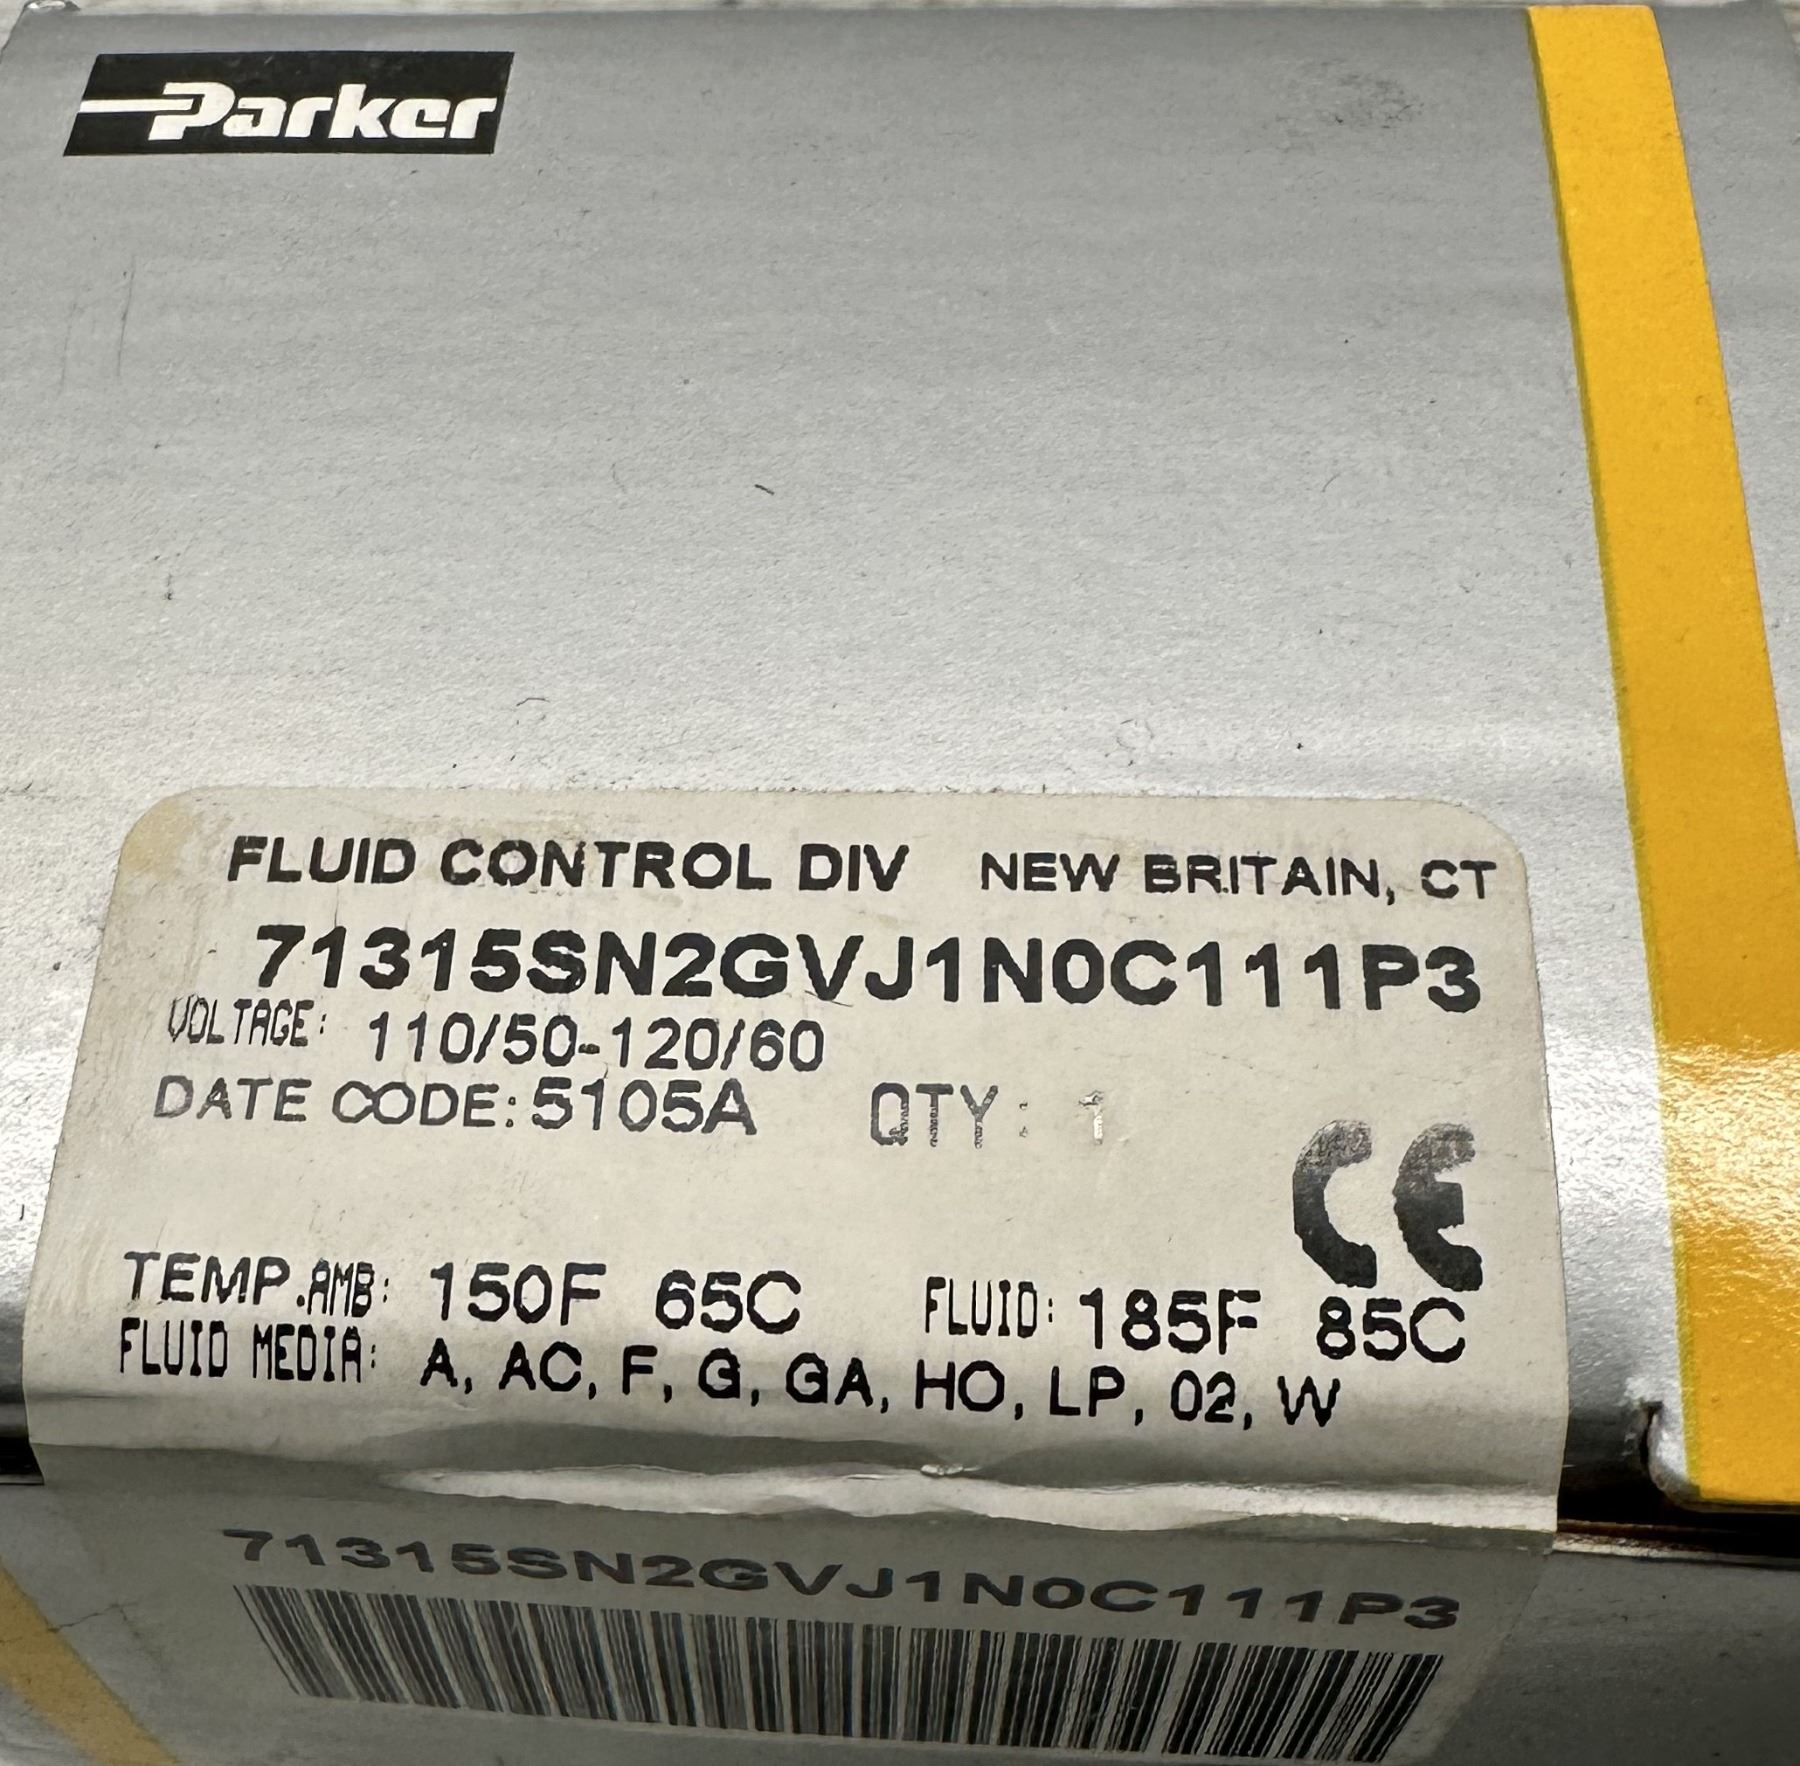 Parker
FLUID CONTROL DIV NEW BRITAIN, CT
71315SN2GVJ1N0C111P3
VOLTAGE: 110/50-120/60
DATE CODE: 5105A QTY: 1
CE
TEMP.AMB: 150F 65C FLUID: 185F 85C
FLUID MEDIA: A, AC, F, G, GA, HO, LP, 02, W
71315SN2GVJ1N0C111P3